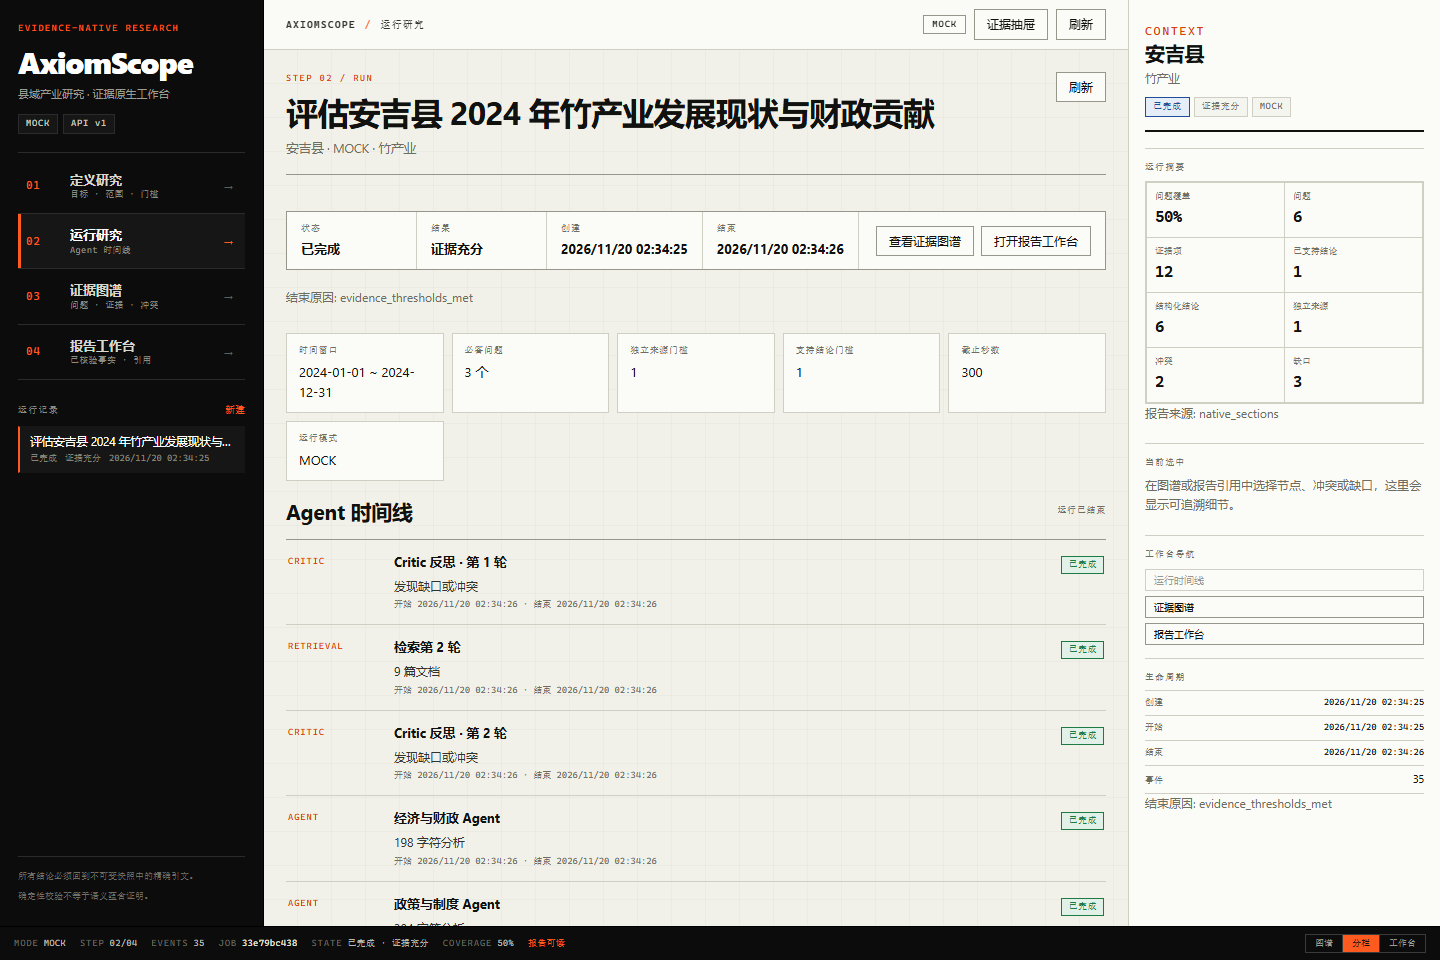 EVIDENCE-NATIVE RESEARCH
AxiomScope
县域产业研究 · 证据原生工作台
MOCK
API v1
01
定义研究
目标 · 范围 · 门槛
→
02
运行研究
Agent 时间线
→
03
证据图谱
问题 · 证据 · 冲突
→
04
报告工作台
已核验事实 · 引用
→
运行记录
新建
评估安吉县 2024 年竹产业发展现状与...
已完成 证据充分 2026/11/20 02:34:25
所有结论必须回到不可变快照中的精确引文。
确定性校验不等于语义蕴含证明。
AXIOMSCOPE / 运行研究
MOCK
证据抽屉
刷新
STEP 02 / RUN
评估安吉县 2024 年竹产业发展现状与财政贡献
安吉县 · MOCK · 竹产业
刷新
状态
已完成
结果
证据充分
创建
2026/11/20 02:34:25
结束
2026/11/20 02:34:26
查看证据图谱
打开报告工作台
结束原因: evidence_thresholds_met
时间窗口
2024-01-01 ~ 2024-
12-31
必答问题
3 个
独立来源门槛
1
支持结论门槛
1
截止秒数
300
运行模式
MOCK
Agent 时间线
运行已结束
CRITIC
Critic 反思 · 第 1 轮
发现缺口或冲突
开始 2026/11/20 02:34:26 · 结束 2026/11/20 02:34:26
已完成
RETRIEVAL
检索第 2 轮
9 篇文档
开始 2026/11/20 02:34:26 · 结束 2026/11/20 02:34:26
已完成
CRITIC
Critic 反思 · 第 2 轮
发现缺口或冲突
开始 2026/11/20 02:34:26 · 结束 2026/11/20 02:34:26
已完成
AGENT
经济与财政 Agent
198 字符分析
开始 2026/11/20 02:34:26 · 结束 2026/11/20 02:34:26
已完成
AGENT
政策与制度 Agent
已完成
CONTEXT
安吉县
竹产业
已完成
证据充分
MOCK
运行摘要
问题覆盖
50%
问题
6
证据项
12
已支持结论
1
结构化结论
6
独立来源
1
冲突
2
缺口
3
报告来源: native_sections
当前选中
在图谱或报告引用中选择节点、冲突或缺口，这里会
显示可追溯细节。
工作台导航
运行时间线
证据图谱
报告工作台
生命周期
创建 2026/11/20 02:34:25
开始 2026/11/20 02:34:25
结束 2026/11/20 02:34:26
事件 35
结束原因: evidence_thresholds_met
MODE MOCK STEP 02/04 EVENTS 35 JOB 33e79bc438 STATE 已完成 · 证据充分 COVERAGE 50% 报告可读
图谱 分栏 工作台